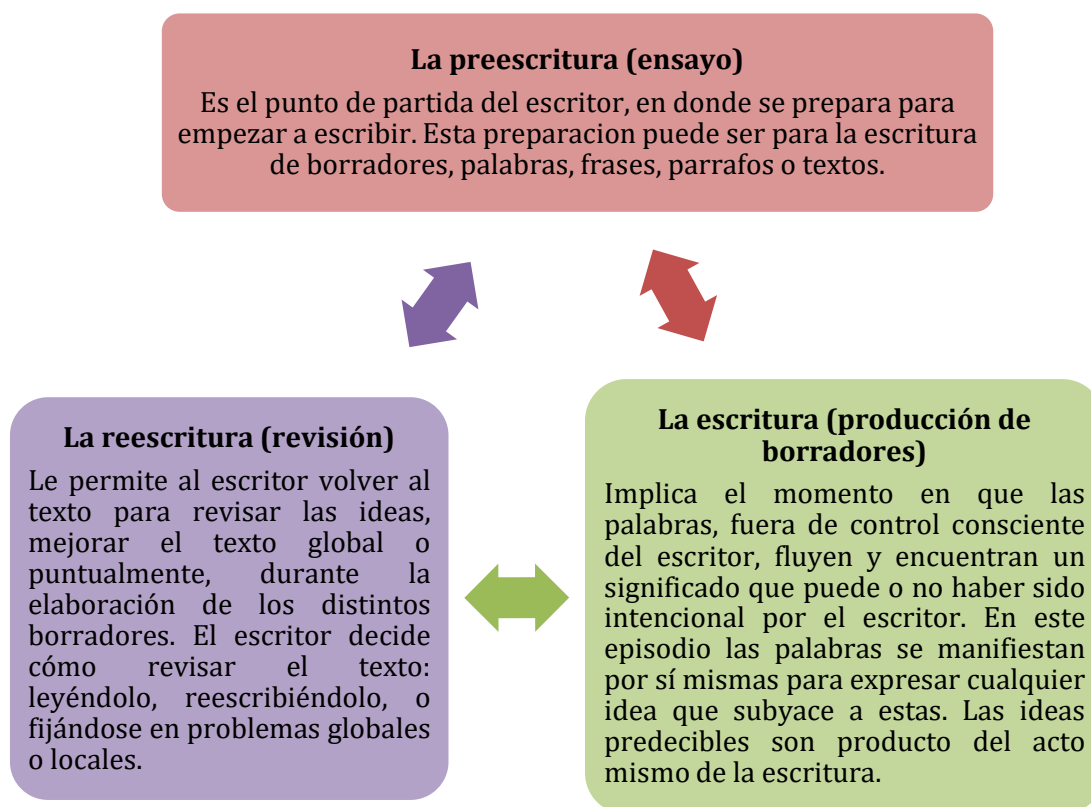 La preescritura (ensayo)
Es el punto de partida del escritor, en donde se prepara para
empezar a escribir. Esta preparacion puede ser para la escritura
de borradores, palabras, frases, parrafos o textos.
La reescritura (revisión)
Le permite al escritor volver al
texto para revisar las ideas,
mejorar el texto global o
puntualmente, durante la
elaboración de los distintos
borradores. El escritor decide
cómo revisar el texto:
leyéndolo, reescribiéndolo, o
fijándose en problemas globales
o locales.
La escritura (producción de
borradores)
Implica el momento en que las
palabras, fuera de control consciente
del escritor, fluyen y encuentran un
significado que puede o no haber sido
intencional por el escritor. En este
episodio las palabras se manifiestan
por sí mismas para expresar cualquier
idea que subyace a estas. Las ideas
predecibles son producto del acto
mismo de la escritura.